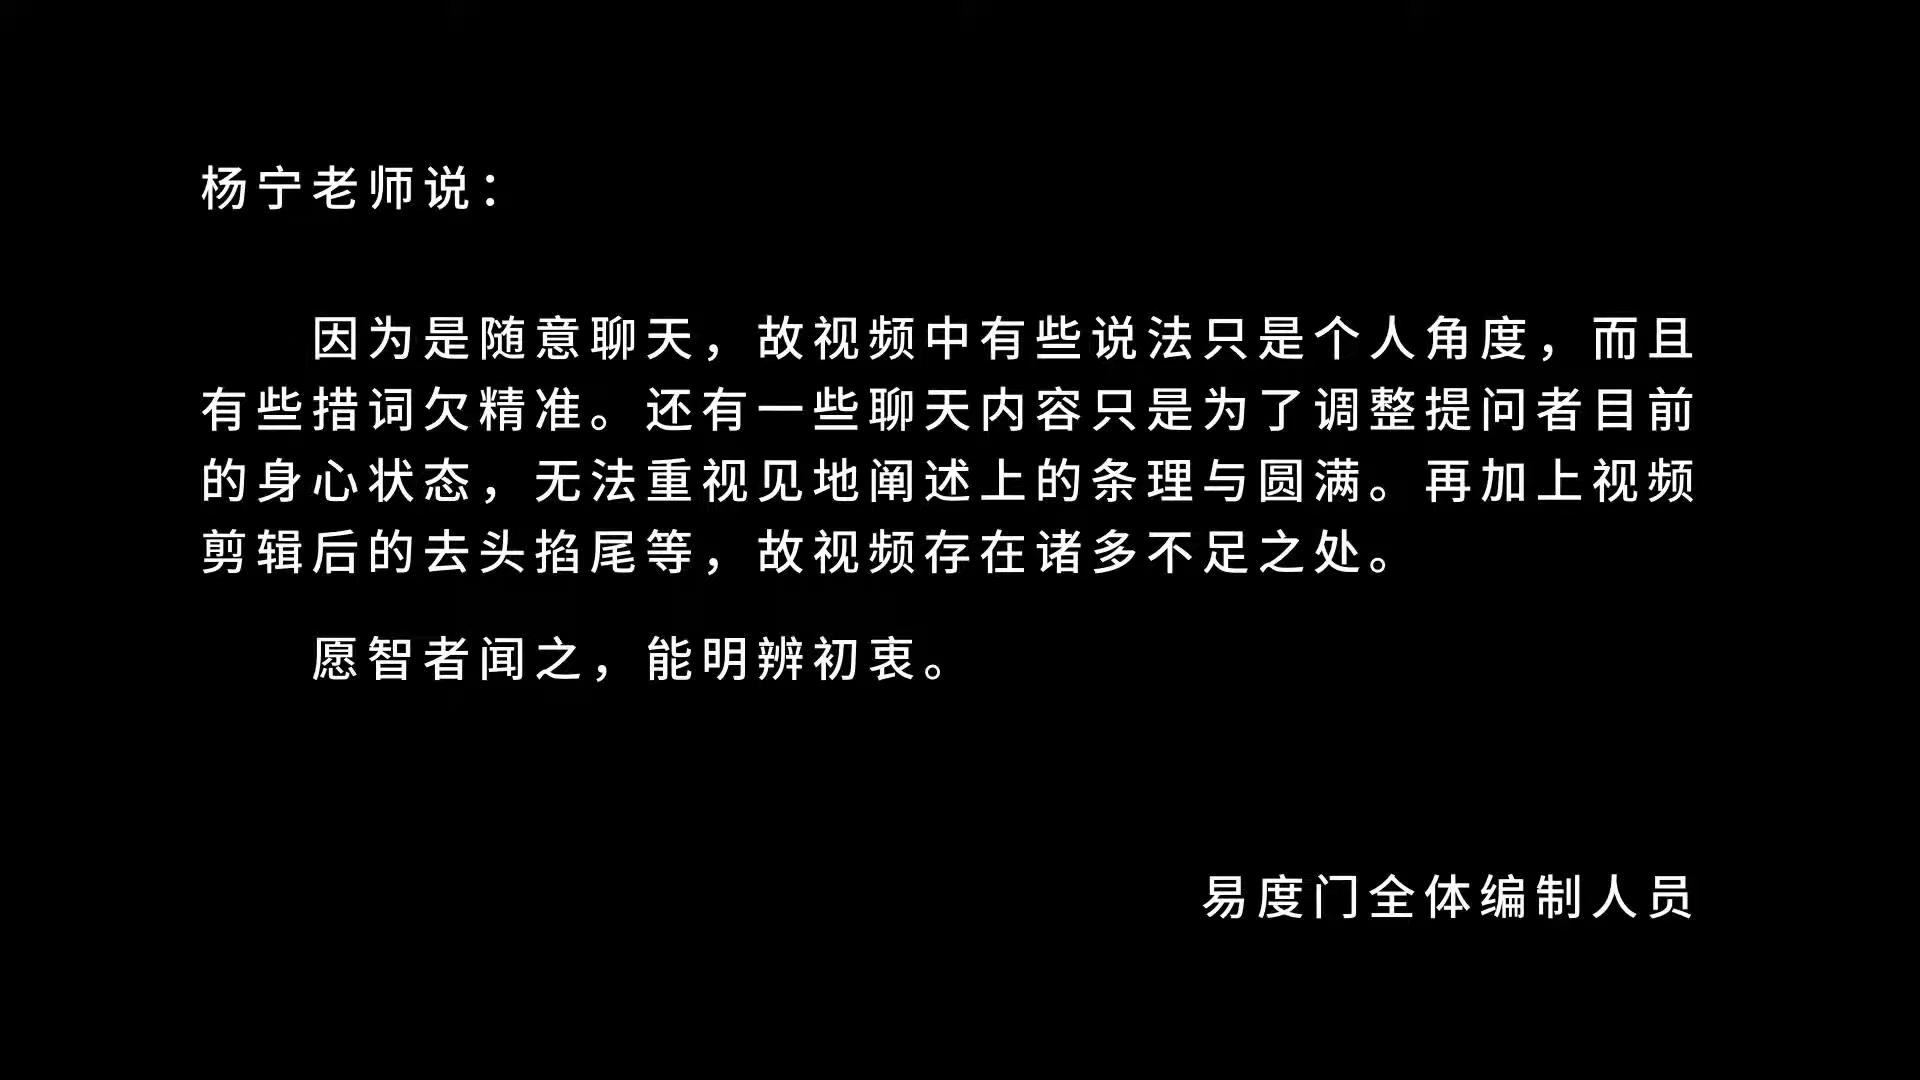 杨宁老师说：
因为是随意聊天，故视频中有些说法只是个人角度，而且
有些措词欠精准。还有一些聊天内容只是为了调整提问者目前
的身心状态，无法重视见地阐述上的条理与圆满。再加上视频
剪辑后的去头掐尾等，故视频存在诸多不足之处。
愿智者闻之，能明辨初衷。
易度门全体编制人员